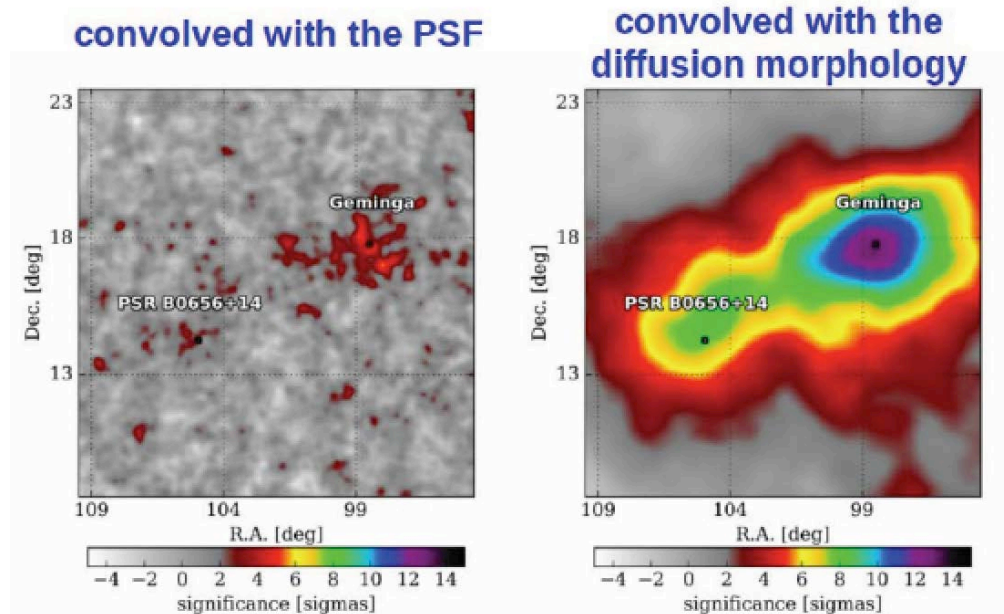 convolved with the PSF
23
Geminga
18
PSR B0656+14
13
Dec. [deg]
109 104 99
R.A. [deg]
−4 −2 0 2 4 6 8 10 12 14
significance [sigmas]
convolved with the
diffusion morphology
23
Geminga
18
PSR B0656+14
13
Dec. [deg]
109 104 99
R.A. [deg]
−4 −2 0 2 4 6 8 10 12 14
significance [sigmas]